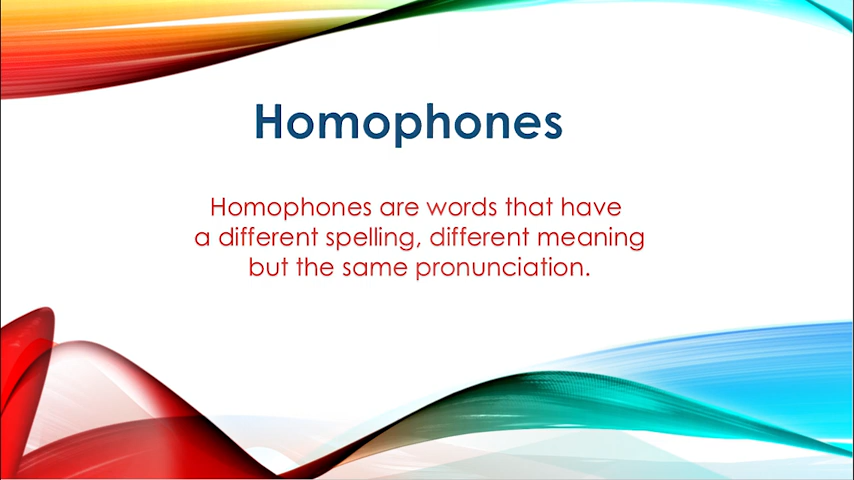 Homophones
Homophones are words that have
a different spelling, different meaning
but the same pronunciation.